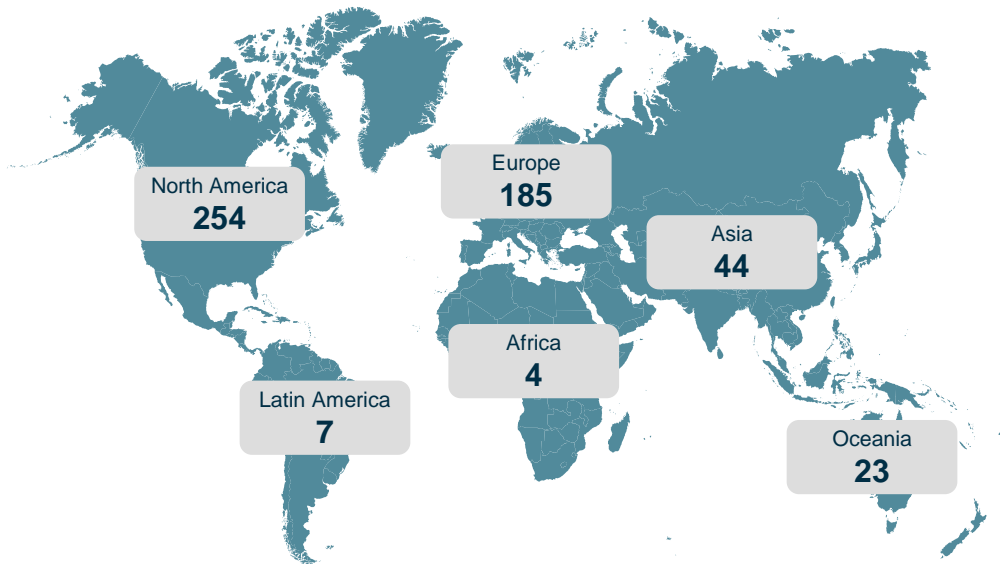 Europe
185
North America
254
Asia
44
Africa
4
Latin America
7
Oceania
23